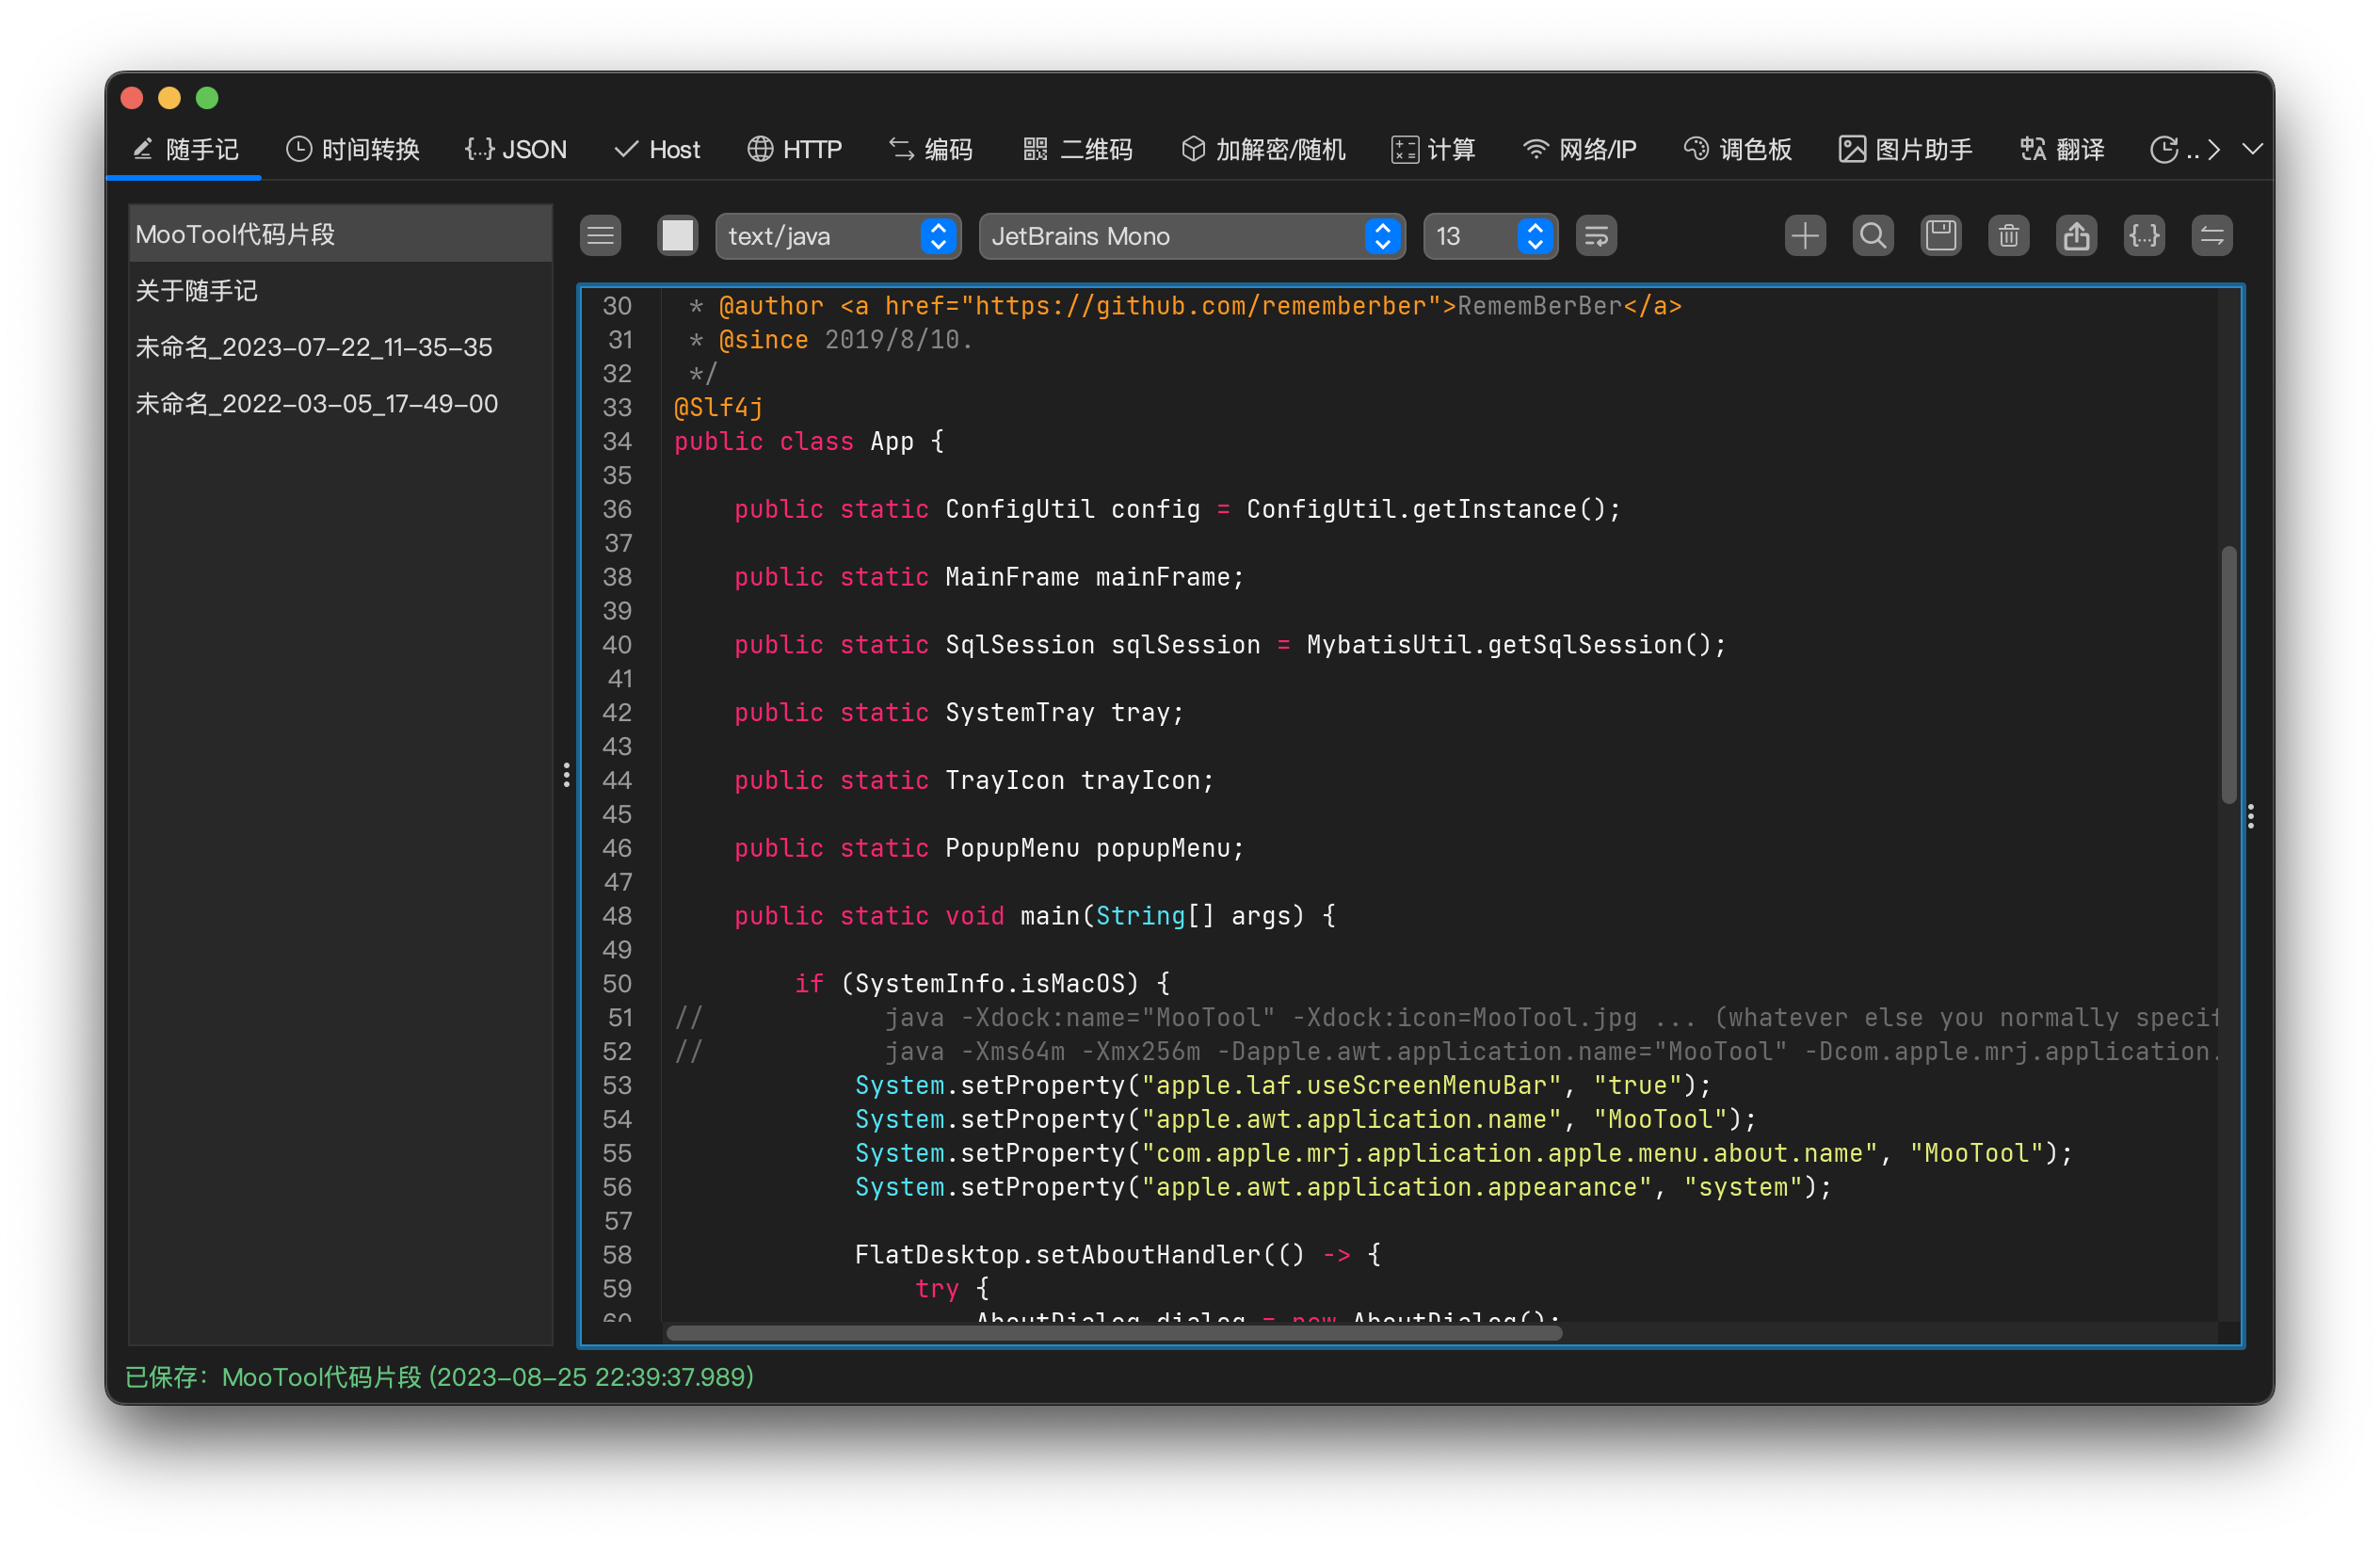 随手记 时间转换 {...} JSON Host HTTP 编码 二维码 加解密/随机 计算 网络/IP 调色板 图片助手 翻译 ..
MooTool代码片段
关于随手记
未命名_2023-07-22_11-35-35
未命名_2022-03-05_17-49-00
text/java JetBrains Mono 13 {...}
30  * @author <a href="https://github.com/rememberber">RememBerBer</a>
31  * @since 2019/8/10.
32  */
33 @Slf4j
34 public class App {
35
36     public static ConfigUtil config = ConfigUtil.getInstance();
37
38     public static MainFrame mainFrame;
39
40     public static SqlSession sqlSession = MybatisUtil.getSqlSession();
41
42     public static SystemTray tray;
43
44     public static TrayIcon trayIcon;
45
46     public static PopupMenu popupMenu;
47
48     public static void main(String[] args) {
49
50         if (SystemInfo.isMacOS) {
51 //            java -Xdock:name="MooTool" -Xdock:icon=MooTool.jpg ... (whatever else you normally specif
52 //            java -Xms64m -Xmx256m -Dapple.awt.application.name="MooTool" -Dcom.apple.mrj.application.
53             System.setProperty("apple.laf.useScreenMenuBar", "true");
54             System.setProperty("apple.awt.application.name", "MooTool");
55             System.setProperty("com.apple.mrj.application.apple.menu.about.name", "MooTool");
56             System.setProperty("apple.awt.application.appearance", "system");
57
58             FlatDesktop.setAboutHandler(() -> {
59                 try {
60                     AboutDialog dialog = new AboutDialog();
已保存：MooTool代码片段 (2023-08-25 22:39:37.989)